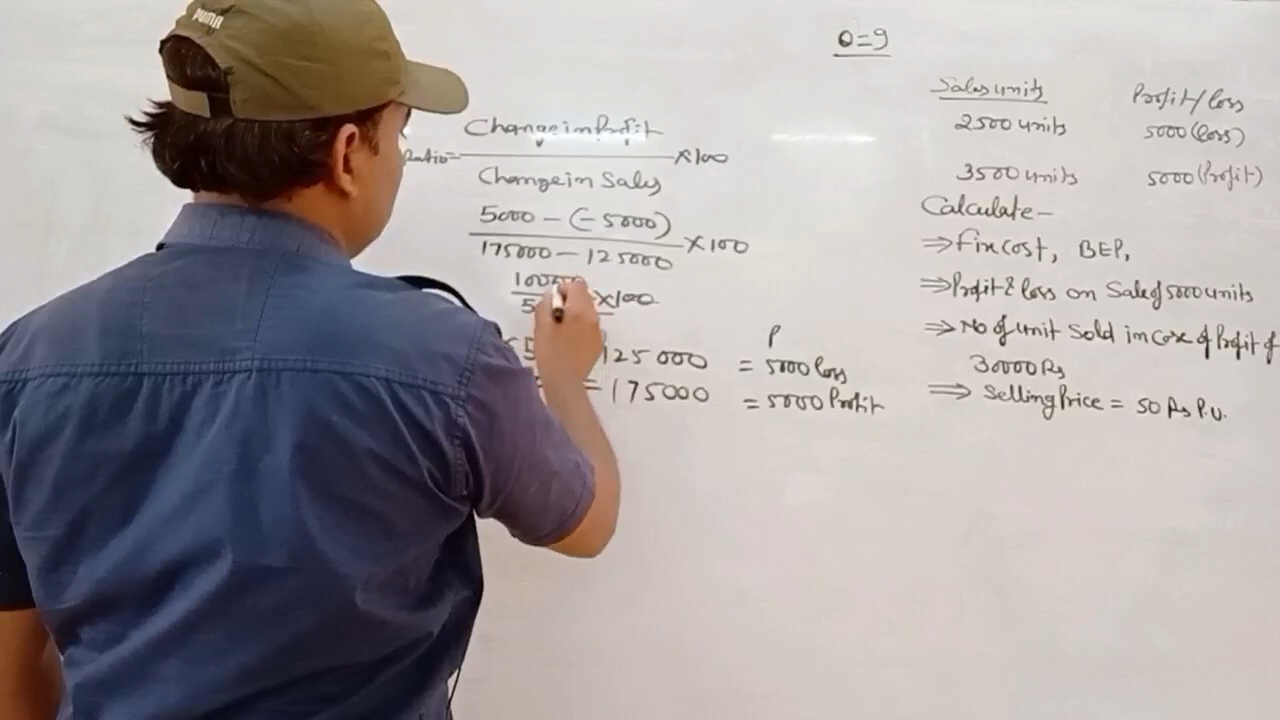 PUMA
Q=9
Change in Profit
Ratio= ×100
Change in Sales
5000 - (-5000)
×100
175000 - 125000
×100
125000 = 5000 loss
P
= 175000 = 5000 Profit
Sales units Profit/loss
2500 units 5000 (loss)
3500 units 5000 (Profit)
Calculate -
⇒ fix cost, BEP,
⇒ Profit & loss on Sale of 5000 units
⇒ No of unit Sold in Case of Profit of
30000 Rs
⇒ Selling Price = 50 Rs P.U.